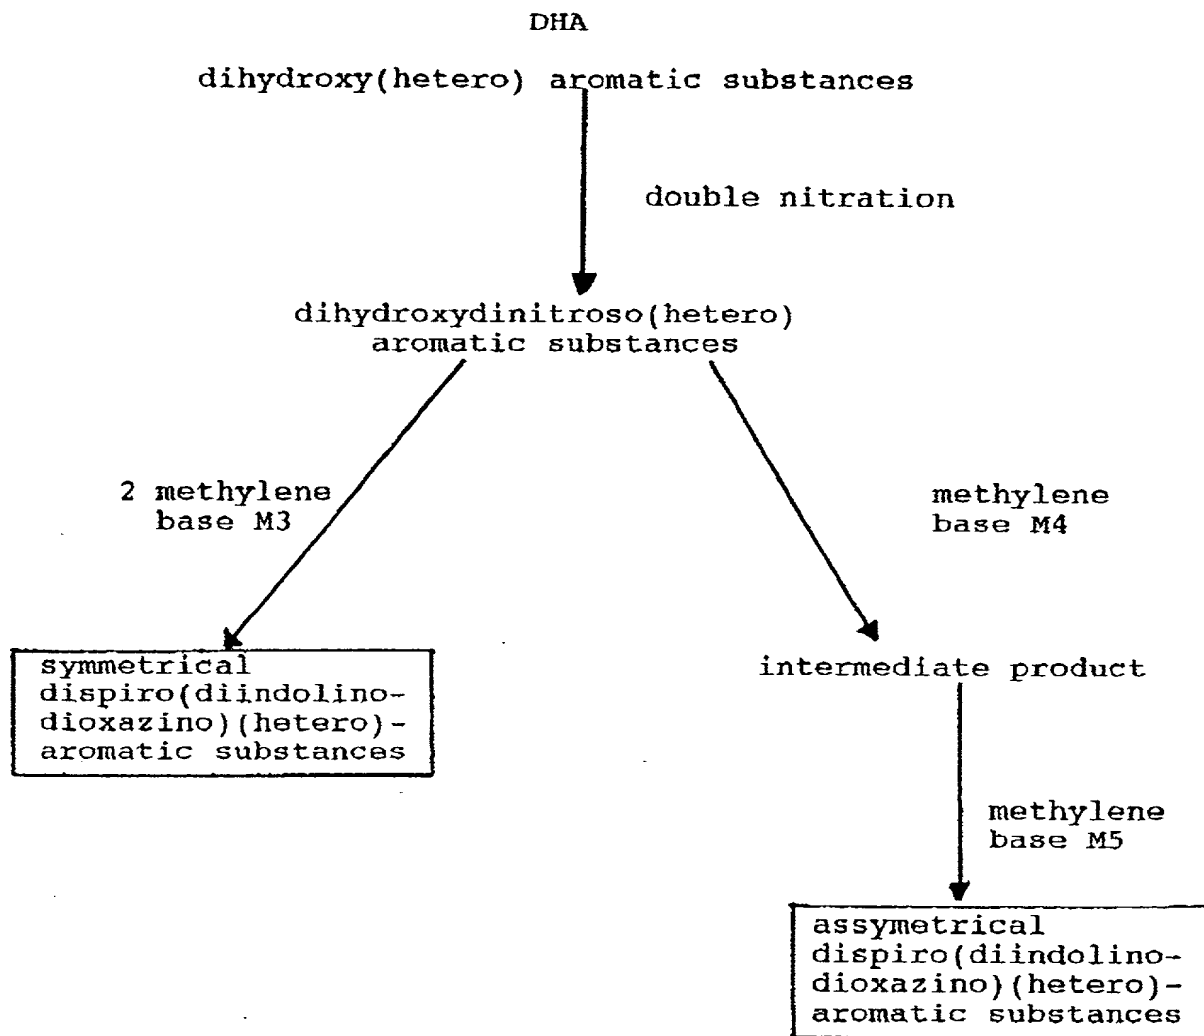 DHA
dihydroxy(hetero) aromatic substances
double nitration
dihydroxydinitroso(hetero)
aromatic substances
2 methylene
base M3
methylene
base M4
symmetrical
dispiro(diindolino-
dioxazino)(hetero)-
aromatic substances
intermediate product
methylene
base M5
assymetrical
dispiro(diindolino-
dioxazino)(hetero)-
aromatic substances